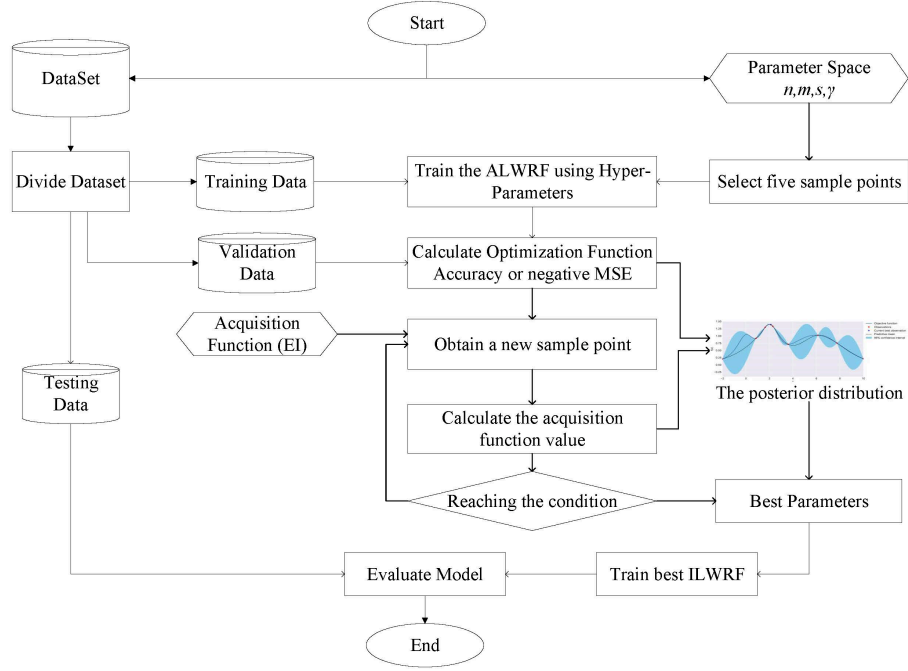 Start
DataSet
Parameter Space
n,m,s,γ
Divide Dataset
Training Data
Train the ALWRF using Hyper-
Parameters
Select five sample points
Validation
Data
Calculate Optimization Function
Accuracy or negative MSE
Acquisition
Function (EI)
Obtain a new sample point
The posterior distribution
Testing
Data
Calculate the acquisition
function value
Reaching the condition
Best Parameters
Evaluate Model
Train best ILWRF
End